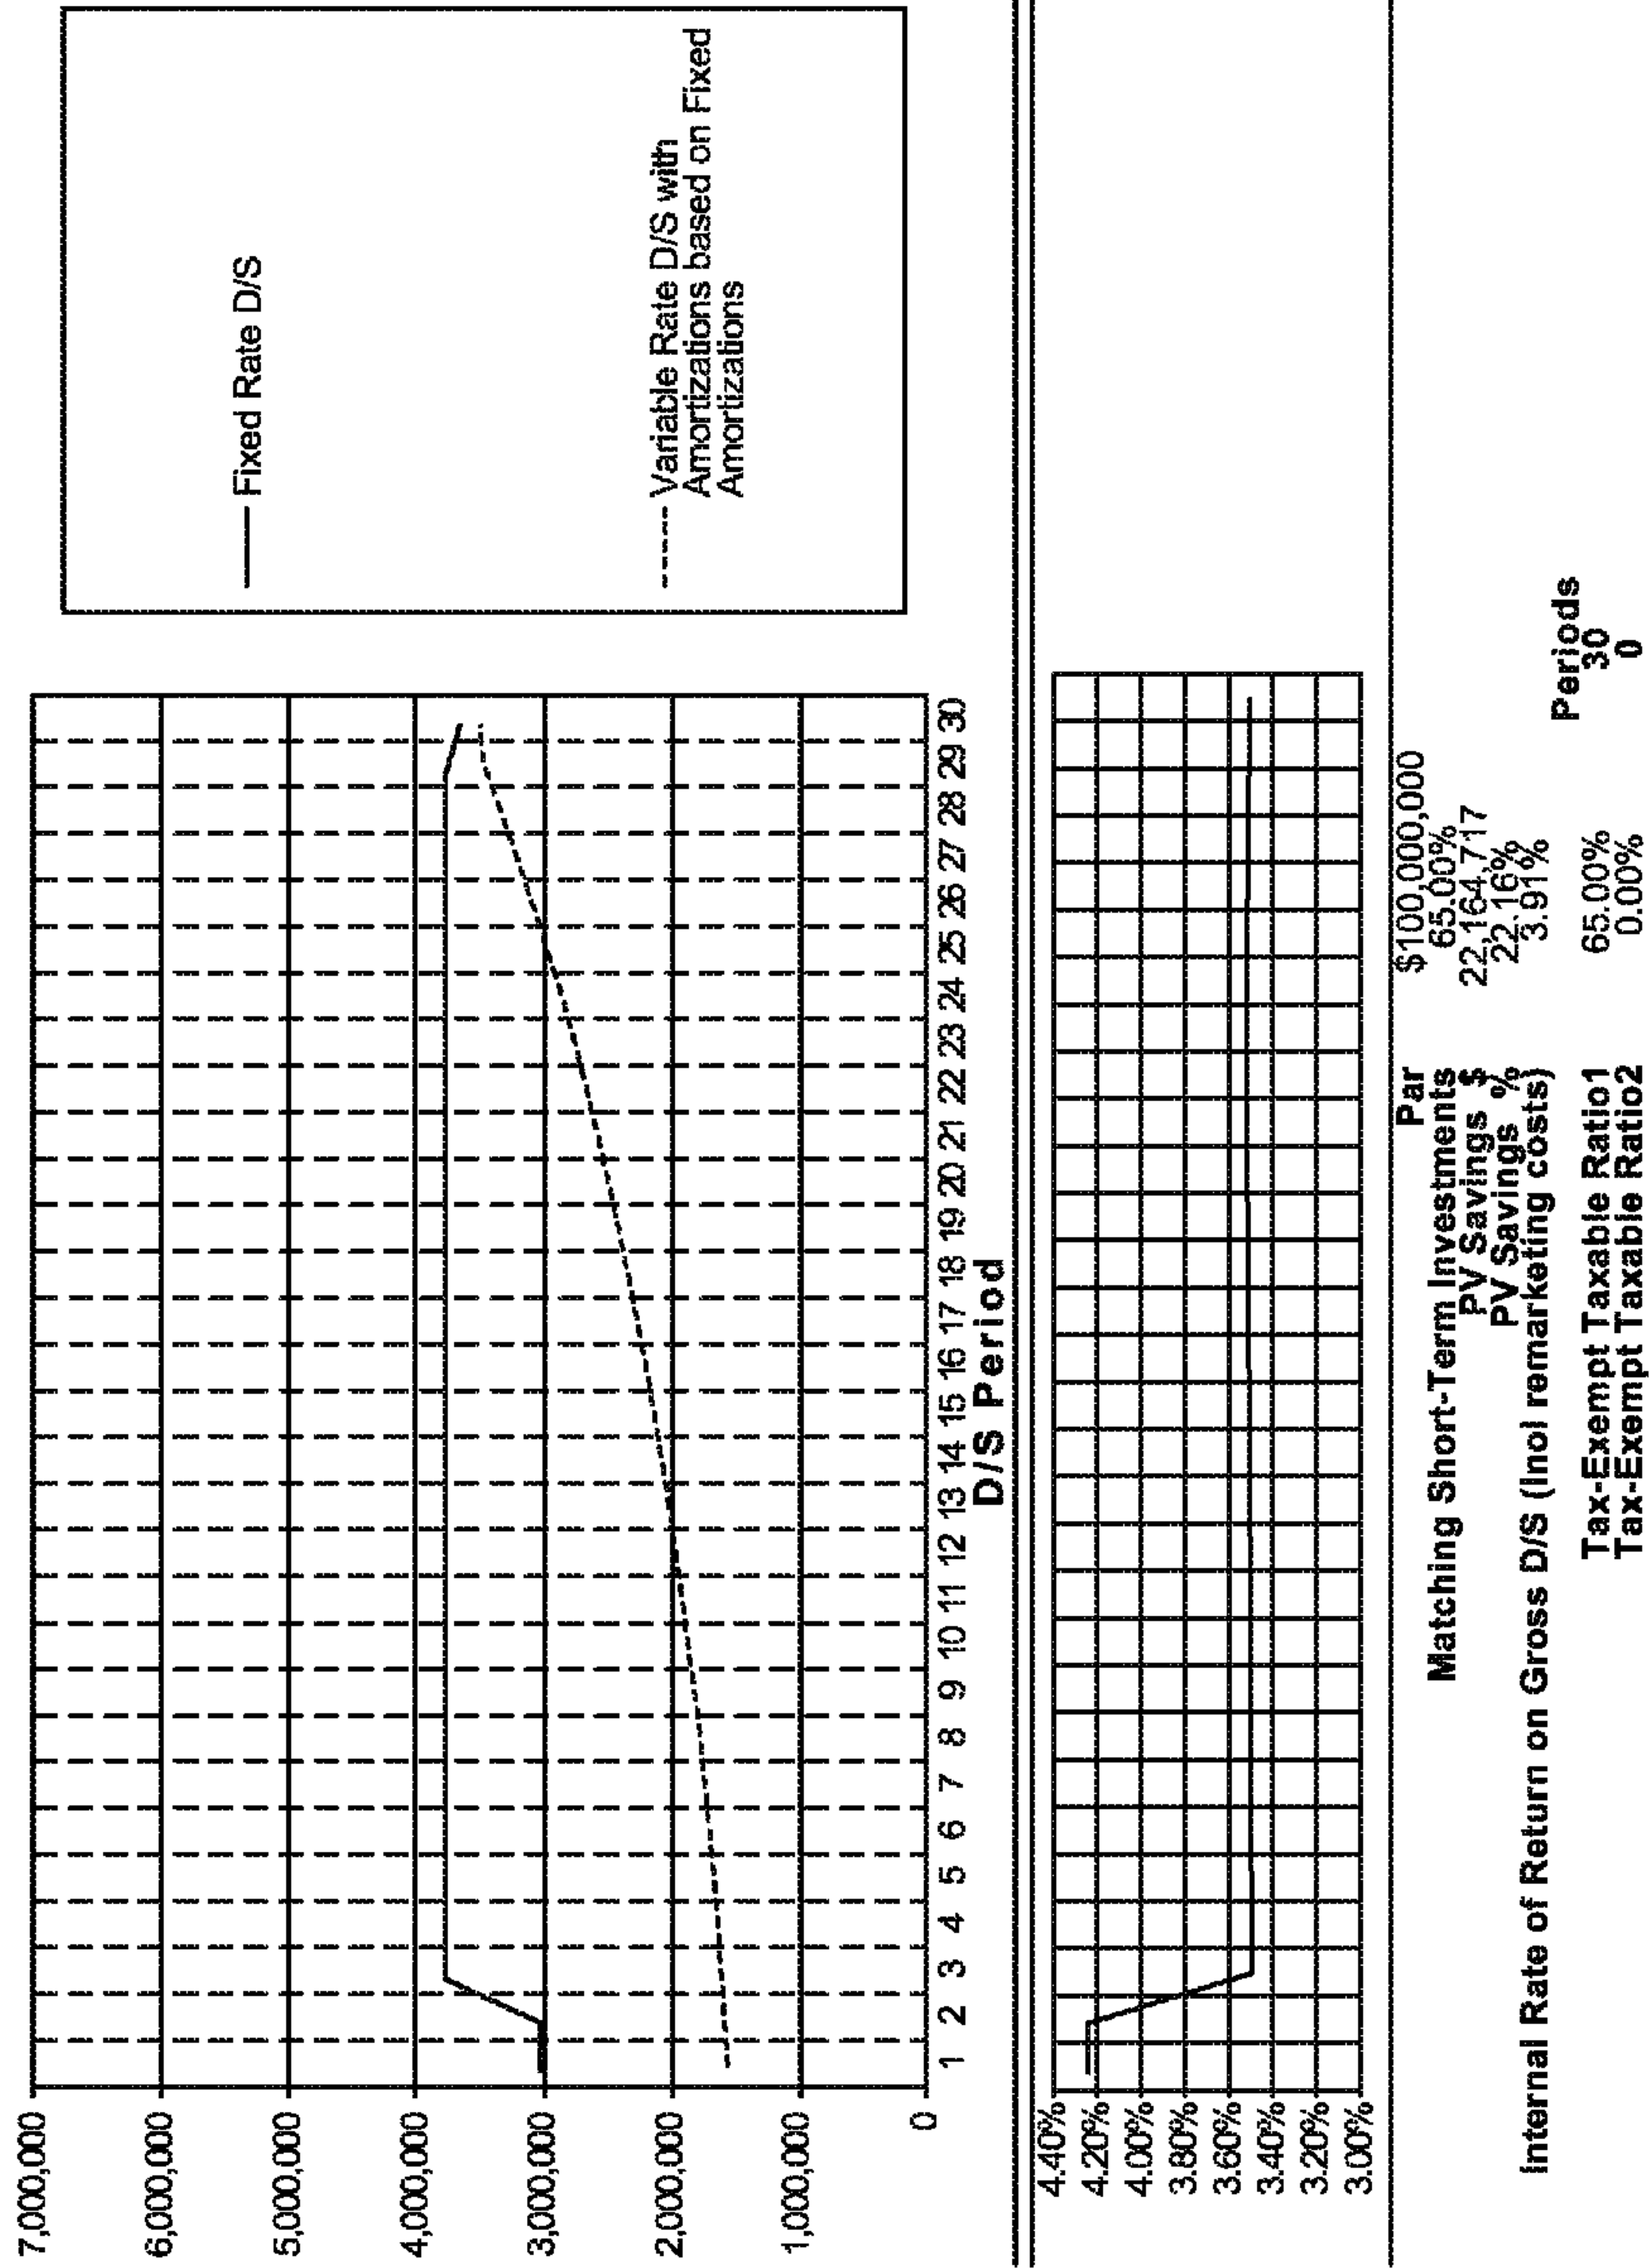 7,000,000
6,000,000
5,000,000
4,000,000
3,000,000
2,000,000
1,000,000
0
1 2 3 4 5 6 7 8 9 10 11 12 13 14 15 16 17 18 19 20 21 22 23 24 25 26 27 28 29 30
D/S Period
Fixed Rate D/S
Variable Rate D/S with
Amortizations based on Fixed
Amortizations
4.40%
4.20%
4.00%
3.80%
3.60%
3.40%
3.20%
3.00%
Par $100,000,000
Matching Short-Term Investments 65.00%
PV Savings $ 22,164,717
PV Savings % 22.16%
Internal Rate of Return on Gross D/S (Inol remarketing costs) 3.91%
Periods
Tax-Exempt Taxable Ratio1 65.00% 30
Tax-Exempt Taxable Ratio2 0.00% 0